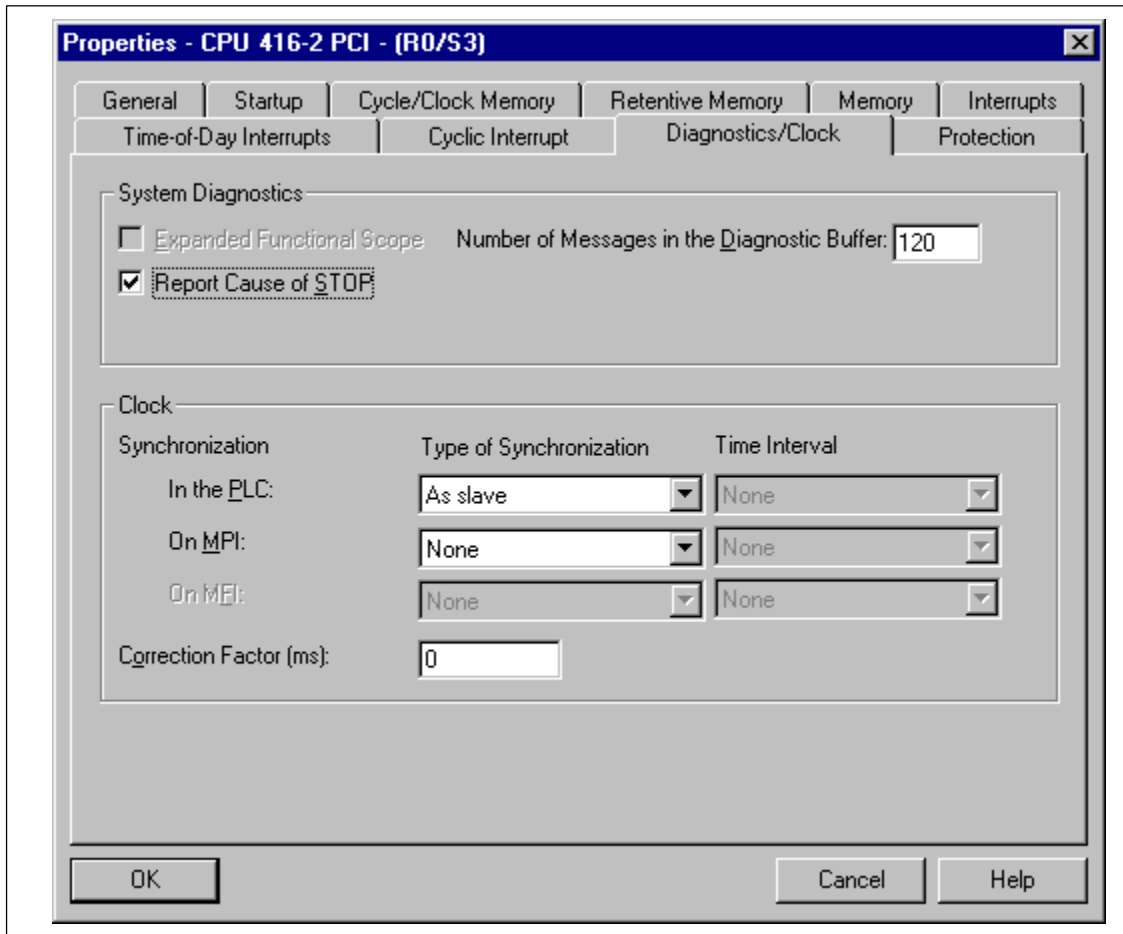 Properties - CPU 416-2 PCI - (R0/S3)
General Startup Cycle/Clock Memory Retentive Memory Memory Interrupts
Time-of-Day Interrupts Cyclic Interrupt Diagnostics/Clock Protection
System Diagnostics
Expanded Functional Scope Number of Messages in the Diagnostic Buffer: 120
Report Cause of STOP
Clock
Synchronization Type of Synchronization Time Interval
In the PLC: As slave None
On MPI: None None
On MFI: None None
Correction Factor (ms): 0
OK Cancel Help